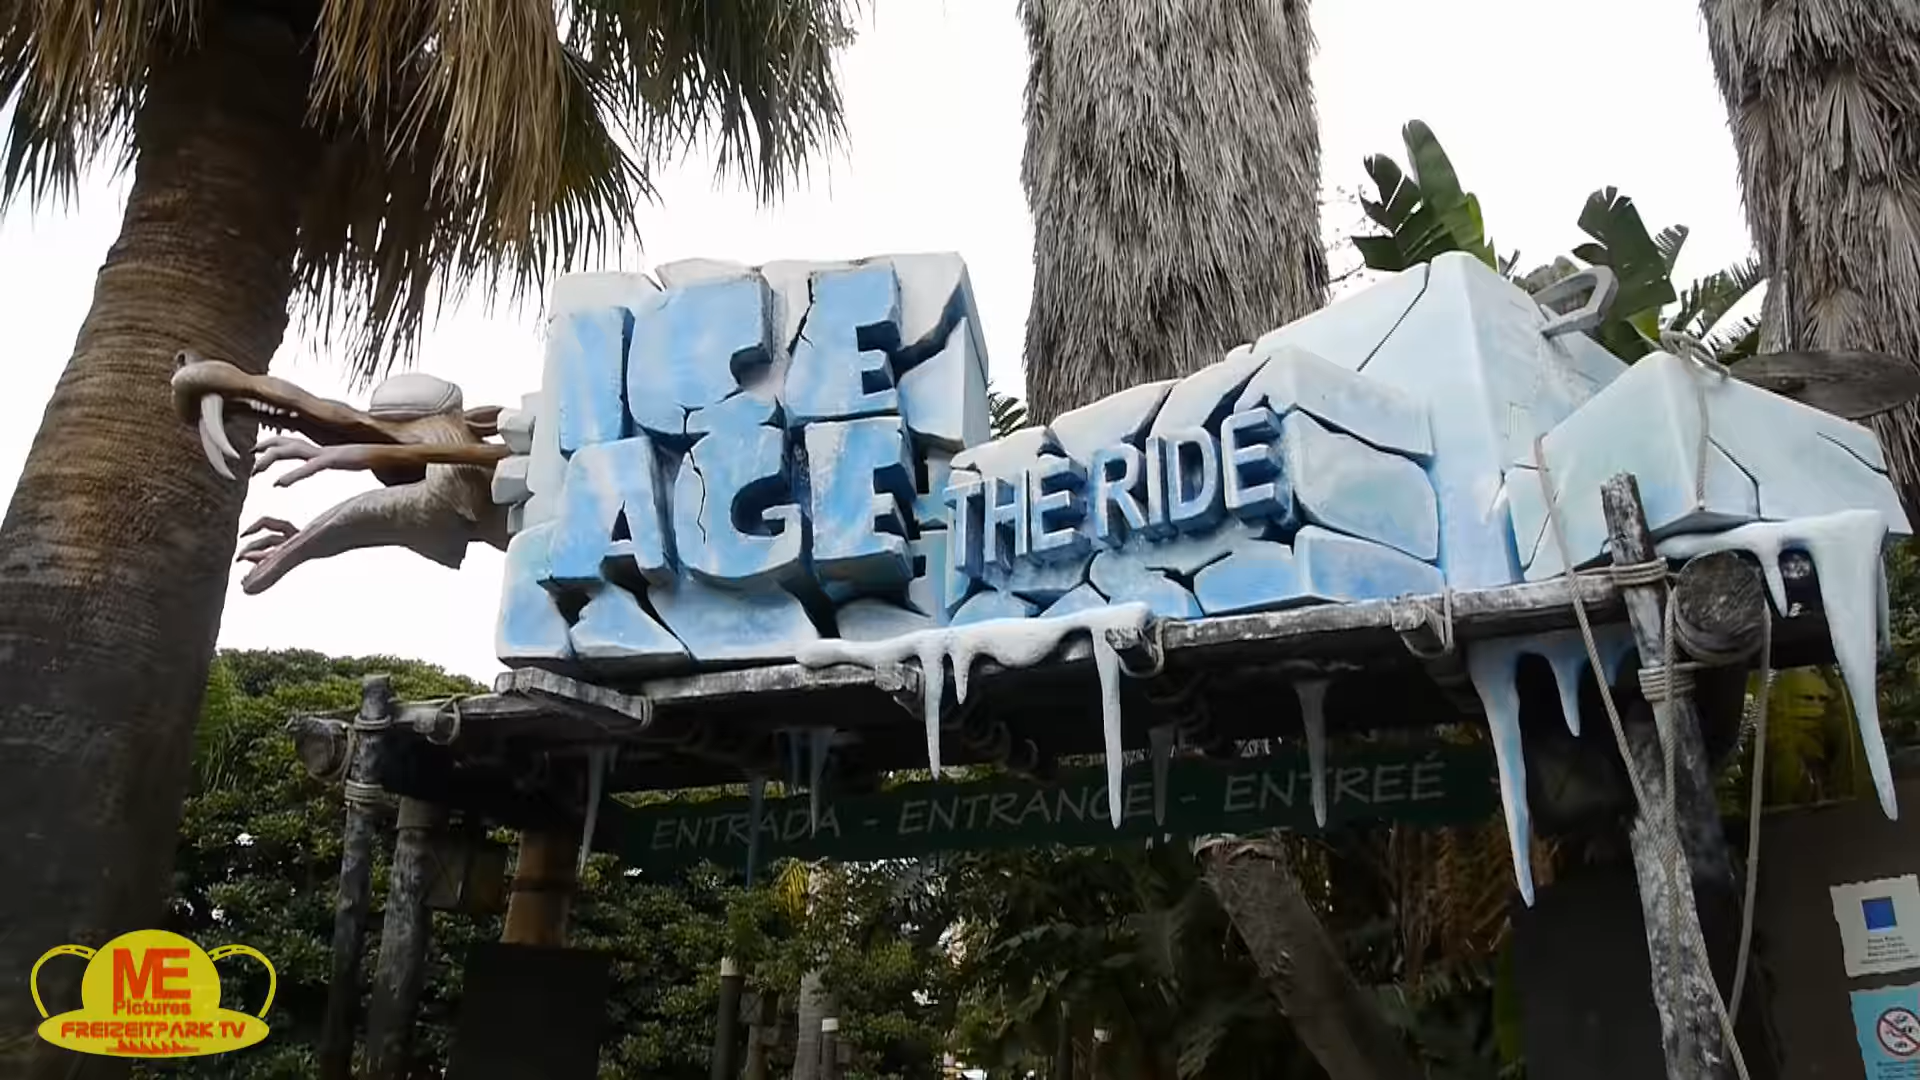 ICE
AGE THE RIDE
ENTRADA - ENTRANCE - ENTREÉ
ME
Pictures
FREIZEITPARK TV